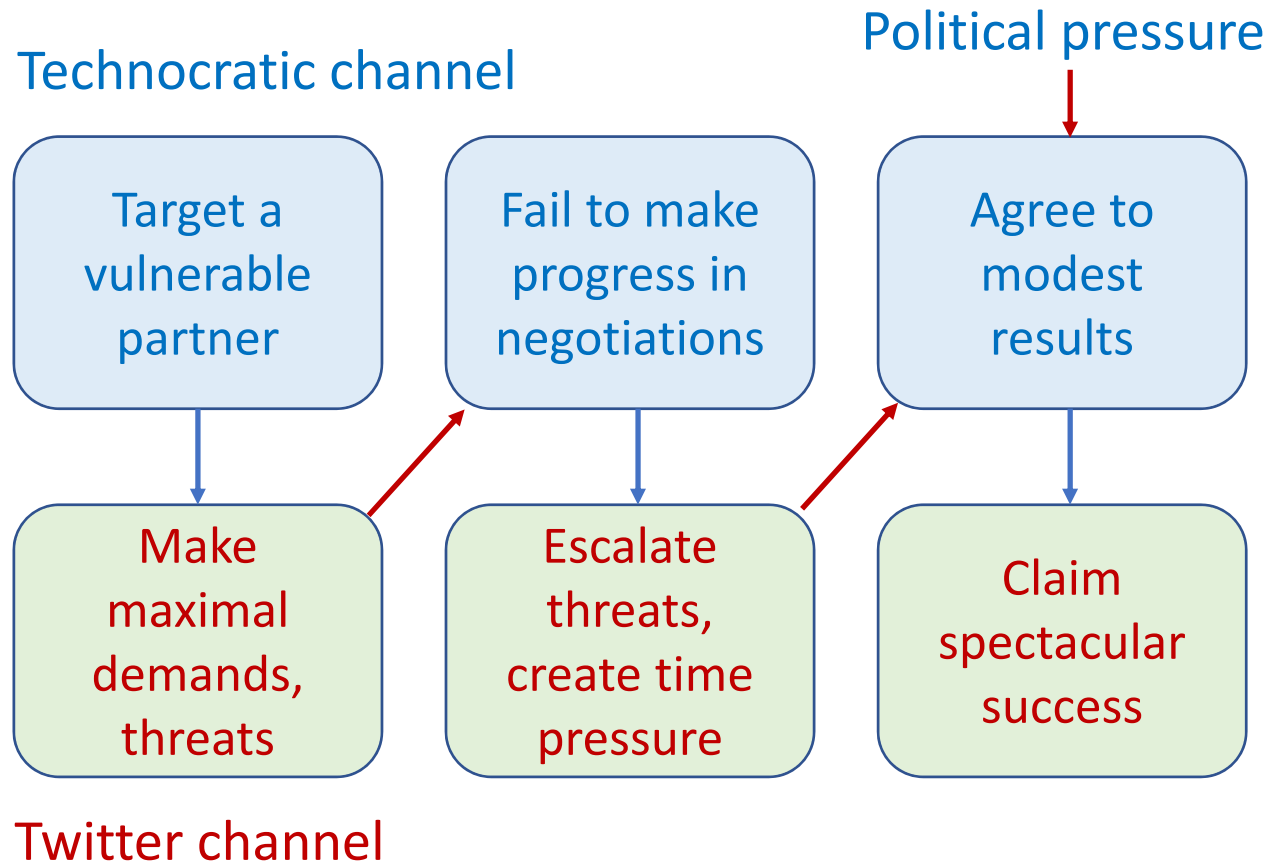 Political pressure
Technocratic channel
Target a
vulnerable
partner
Fail to make
progress in
negotiations
Agree to
modest
results
Make
maximal
demands,
threats
Escalate
threats,
create time
pressure
Claim
spectacular
success
Twitter channel